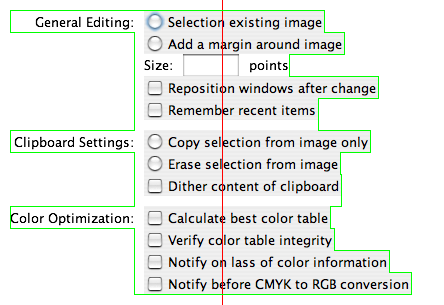 General Editing: Selection existing image
Add a margin around image
Size: points
Reposition windows after change
Remember recent items
Clipboard Settings: Copy selection from image only
Erase selection from image
Dither content of clipboard
Color Optimization: Calculate best color table
Verify color table integrity
Notify on lass of color information
Notify before CMYK to RGB conversion